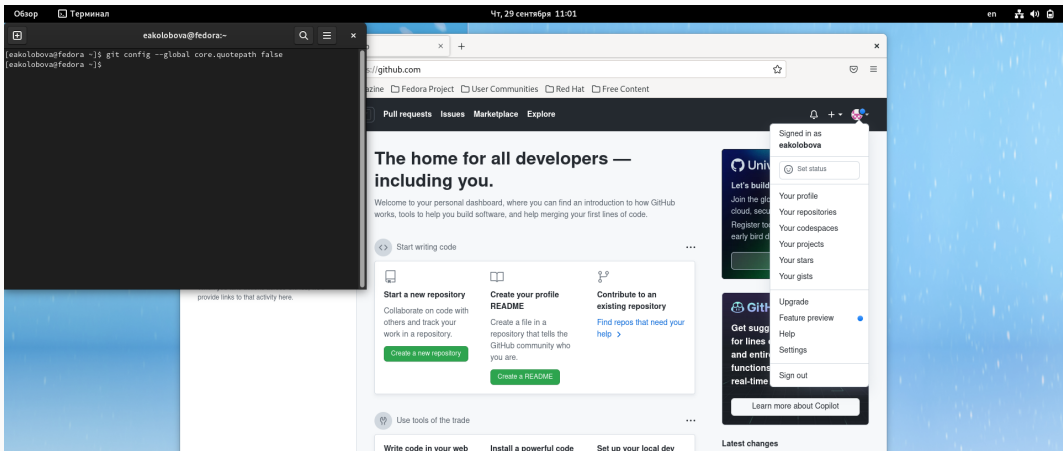 Обзор
Терминал
Чт, 29 сентября 11:01
en
eakolobova@fedora:~
[eakolobova@fedora ~]$ git config --global core.quotepath false
[eakolobova@fedora ~]$
s://github.com
azine
Fedora Project
User Communities
Red Hat
Free Content
Pull requests
Issues
Marketplace
Explore
The home for all developers —
including you.
Welcome to your personal dashboard, where you can find an introduction to how GitHub
works, tools to help you build software, and help merging your first lines of code.
Start writing code
Start a new repository
Collaborate on code with
others and track your
work in a repository.
Create a new repository
Create your profile
README
Create a file in a
repository that tells the
GitHub community who
you are.
Create a README
Contribute to an
existing repository
Find repos that need your
help
provide links to that activity here.
Use tools of the trade
Write code in your web
Install a powerful code
Set up your local dev
Univ
Let's build
Join the glo
cloud, secu
Register to
early bird d
GitH
Get sugg
for lines
and entir
functions
real-time
Learn more about Copilot
Latest changes
Signed in as
eakolobova
Set status
Your profile
Your repositories
Your codespaces
Your projects
Your stars
Your gists
Upgrade
Feature preview
Help
Settings
Sign out